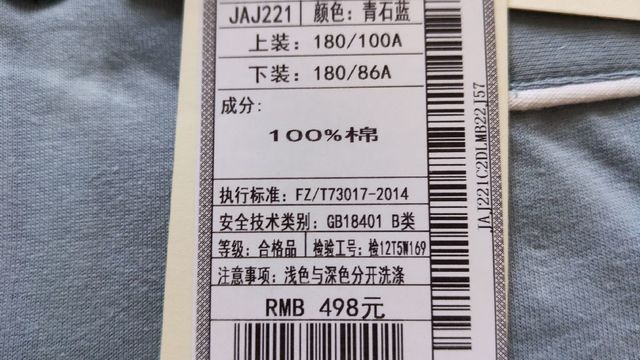 JAJ221 颜色：青石蓝
上装：180/100A
下装：180/86A
成分：
100%棉
执行标准：FZ/T73017-2014
安全技术类别：GB18401 B类
等级：合格品 检验工号：检12T5W169
注意事项：浅色与深色分开洗涤
RMB 498元
JAJ221C2DLMB22J57